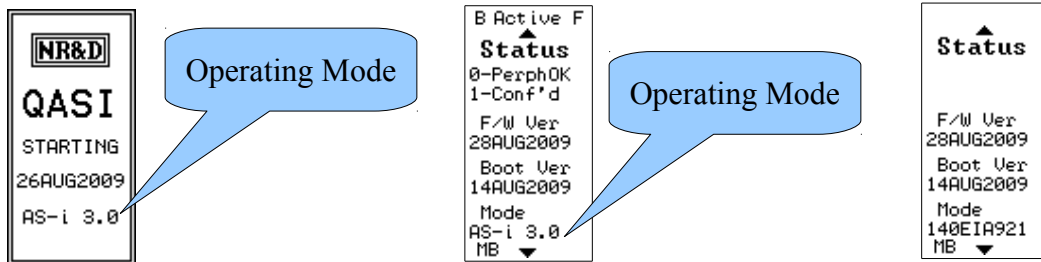 NR&D
QASI
STARTING
26AUG2009
AS-i 3.0
Operating Mode
B Active F
Status
0-PerphOK
1-Conf'd
F/W Ver
28AUG2009
Boot Ver
14AUG2009
Mode
AS-i 3.0
MB
Operating Mode
Status
F/W Ver
28AUG2009
Boot Ver
14AUG2009
Mode
140EIA921
MB